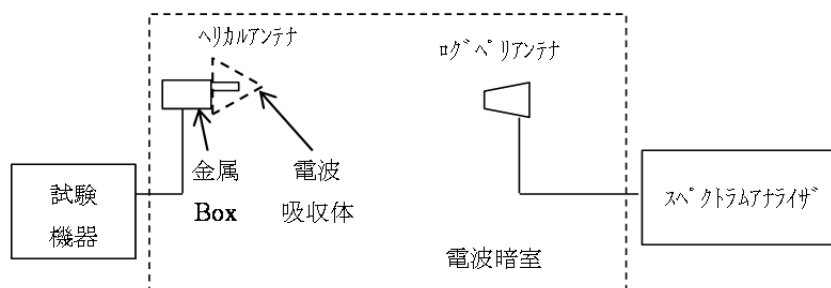 ﾍﾘｶﾙｱﾝﾃﾅ
ﾛｸﾞﾍﾟﾘｱﾝﾃﾅ
試験
機器
金属
Box
電波
吸収体
電波暗室
ｽﾍﾟｸﾄﾗﾑｱﾅﾗｲｻﾞ